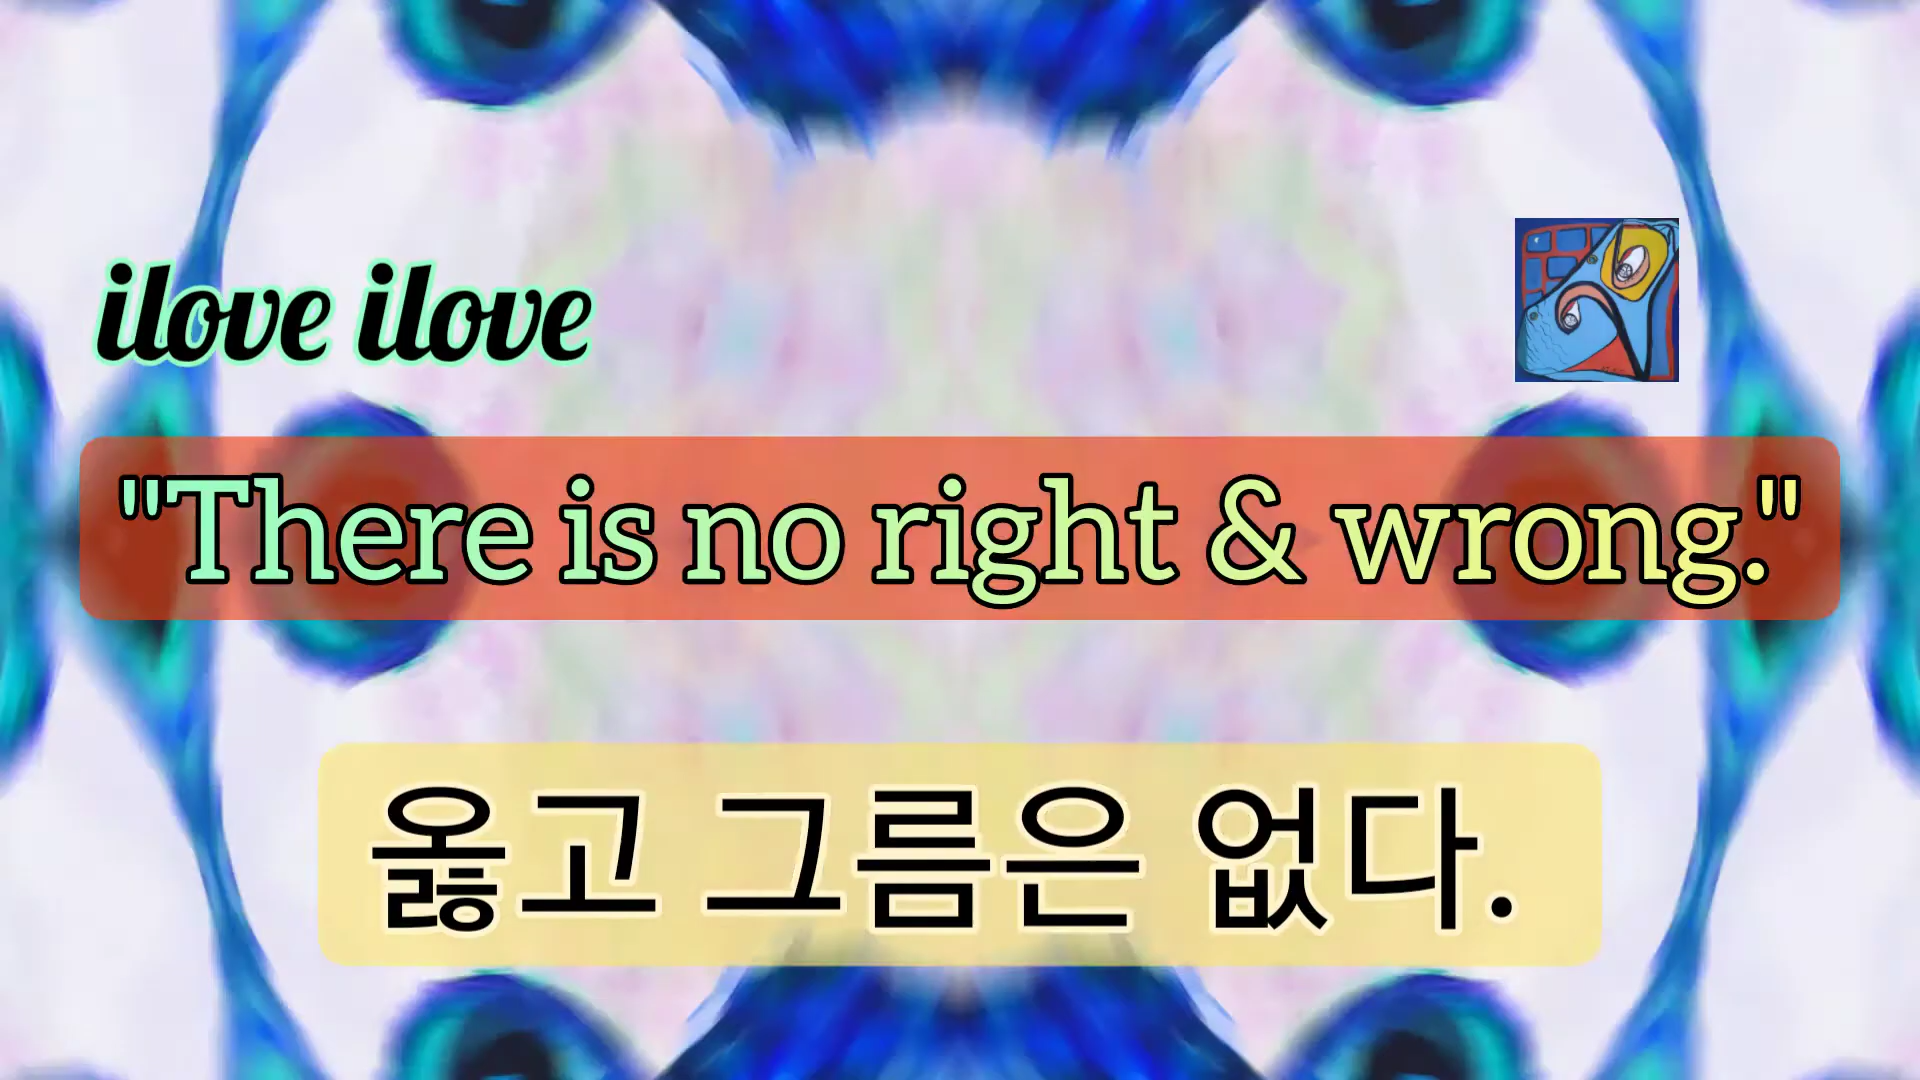 ilove ilove
"There is no right & wrong."
옳고 그름은 없다.